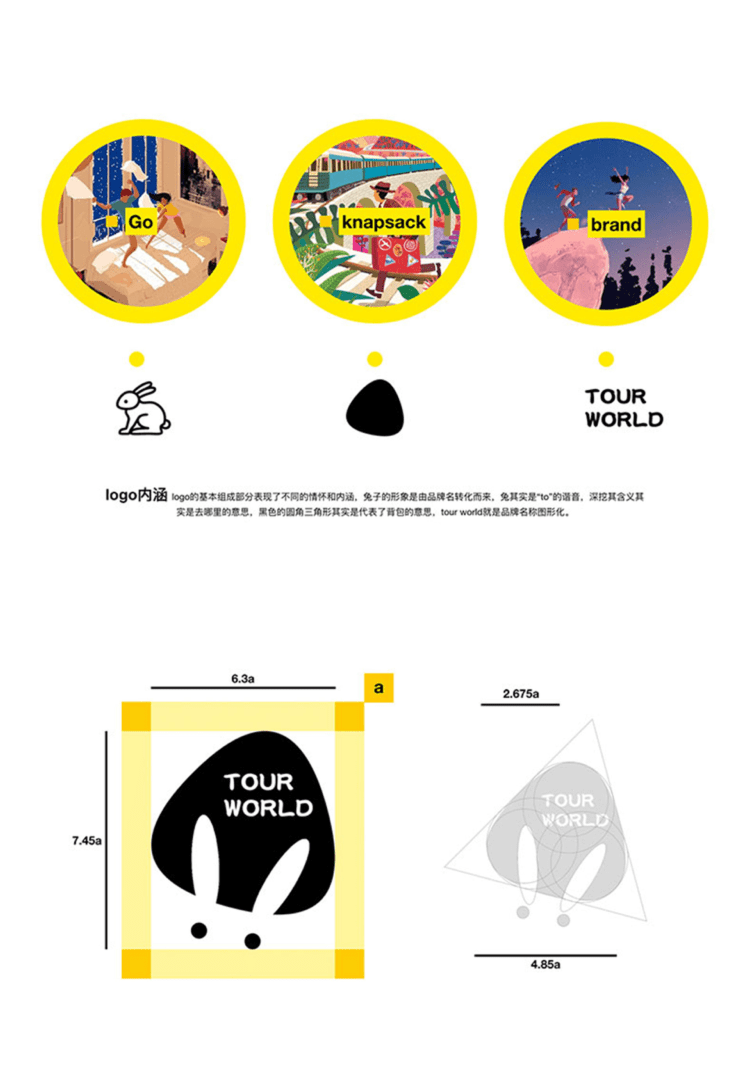 Go
knapsack
brand
TOUR
WORLD
logo内涵 logo的基本组成部分表现了不同的情怀和内涵，兔子的形象是由品牌名转化而来，兔其实是“to”的谐音，深挖其含义其
实是去哪里的意思，黑色的圆角三角形其实是代表了背包的意思，tour world就是品牌名称图形化。
6.3a
a
2.675a
TOUR
WORLD
7.45a
TOUR
WORLD
4.85a